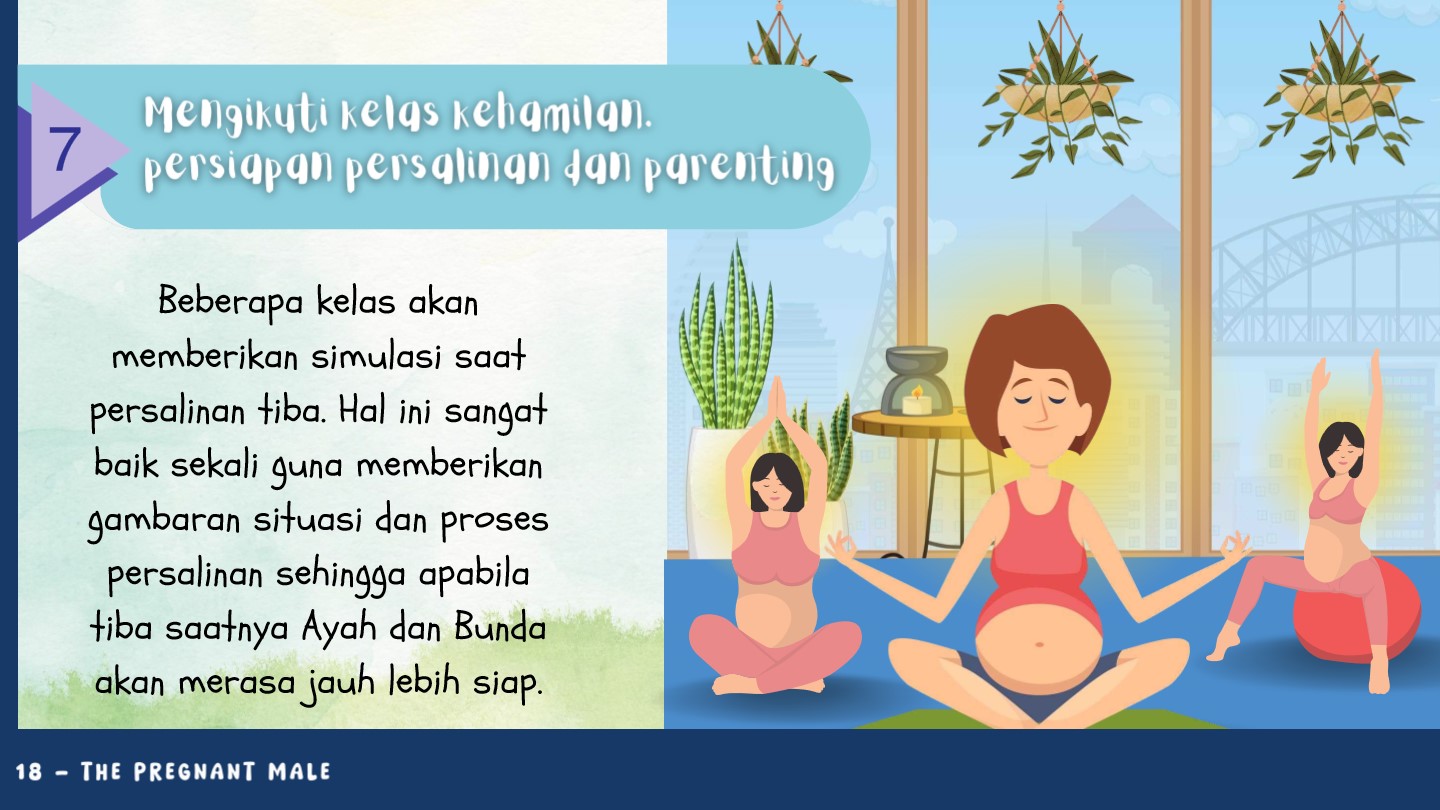 7
Mengikuti kelas kehamilan.
persiapan persalinan dan parenting
Beberapa kelas akan
memberikan simulasi saat
persalinan tiba. Hal ini sangat
baik sekali guna memberikan
gambaran situasi dan proses
persalinan sehingga apabila
tiba saatnya Ayah dan Bunda
akan merasa jauh lebih siap.
18 - THE PREGNANT MALE